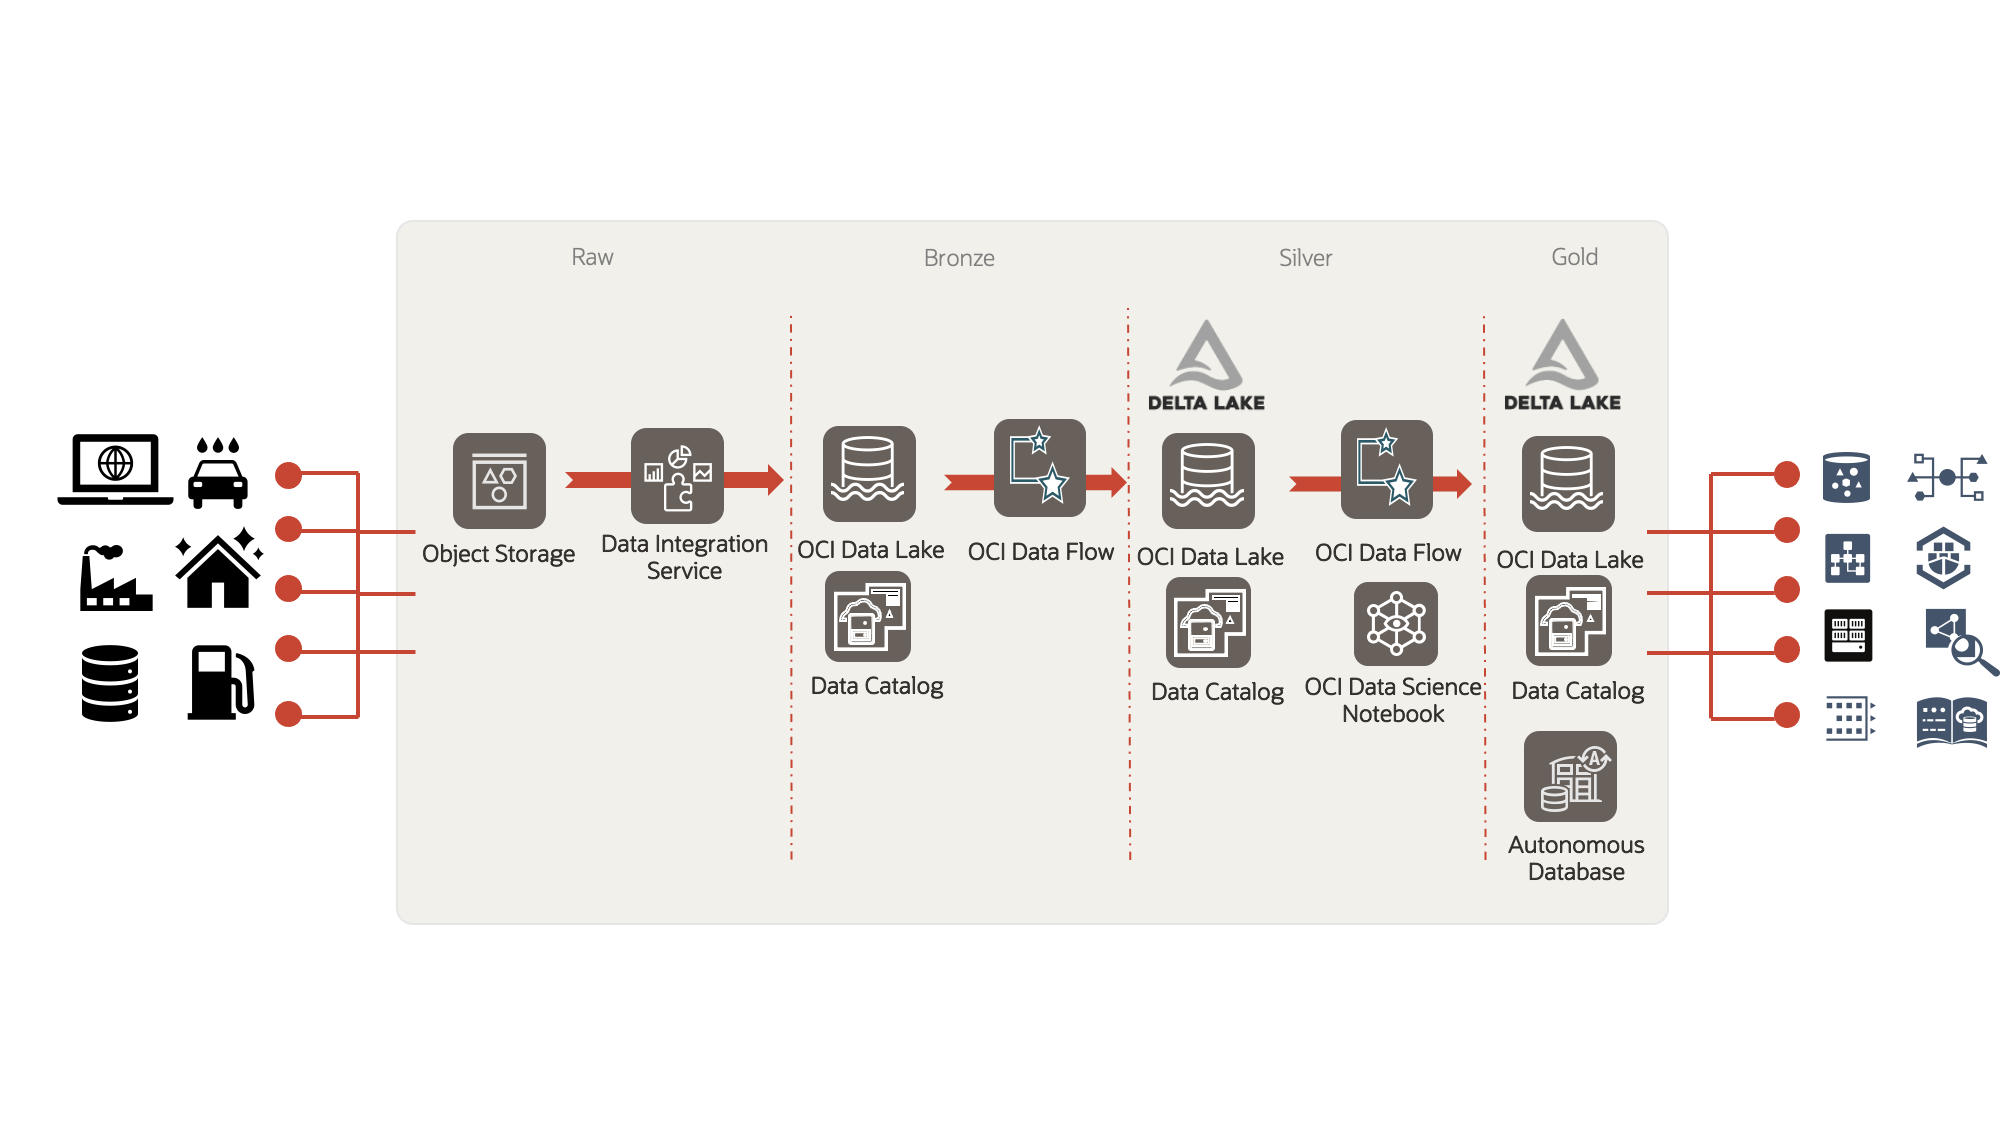 Raw
Bronze
Silver
Gold
DELTA LAKE
DELTA LAKE
Object Storage
Data Integration
Service
OCI Data Lake
OCI Data Flow
OCI Data Lake
OCI Data Flow
OCI Data Lake
Data Catalog
Data Catalog
OCI Data Science
Notebook
Data Catalog
A
Autonomous
Database